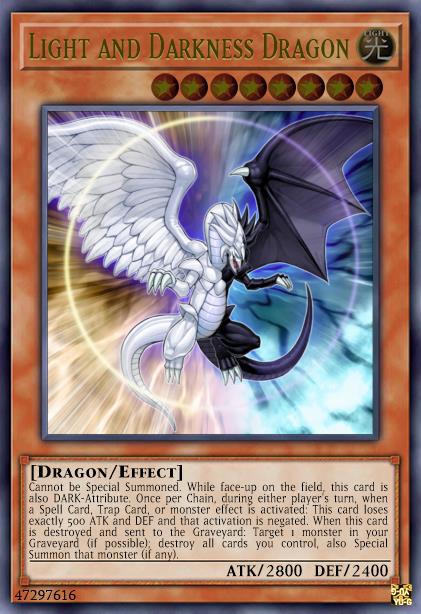 LIGHT AND DARKNESS DRAGON
LIGHT
光
[DRAGON/EFFECT]
Cannot be Special Summoned. While face-up on the field, this card is
also DARK-Attribute. Once per Chain, during either player's turn, when
a Spell Card, Trap Card, or monster effect is activated: This card loses
exactly 500 ATK and DEF and that activation is negated. When this card
is destroyed and sent to the Graveyard: Target 1 monster in your
Graveyard (if possible); destroy all cards you control, also Special
Summon that monster (if any).
ATK/2800 DEF/2400
47297616